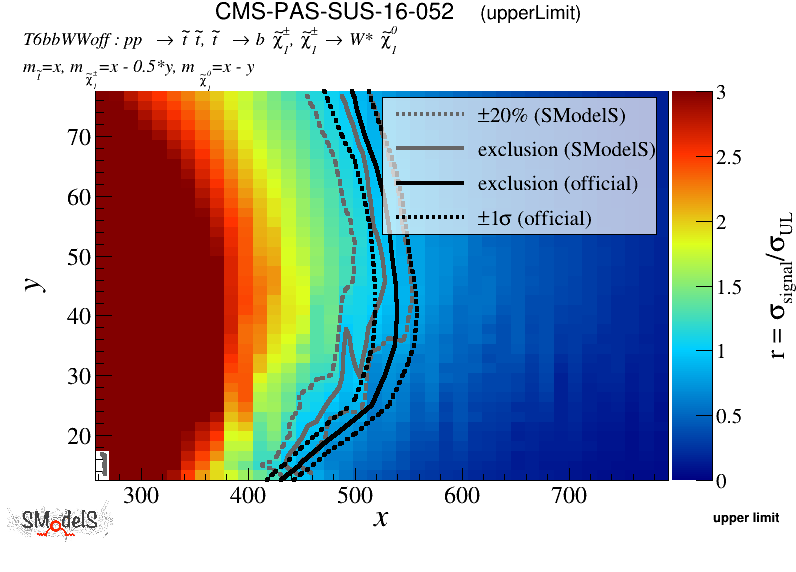 CMS-PAS-SUS-16-052 (upperLimit)
T6bbWWoff : pp → t̃ t̃, t̃ → b χ̃₁±, χ̃₁± → W* χ̃₁⁰
m_t̃=x, m_χ̃₁±=x - 0.5*y, m_χ̃₁⁰=x - y
±20% (SModelS)
exclusion (SModelS)
exclusion (official)
±1σ (official)
70
60
50
40
30
20
y
300 400 500 600 700
x
3
2.5
2
1.5
1
0.5
0
r = σ_signal/σ_UL
SModelS
upper limit